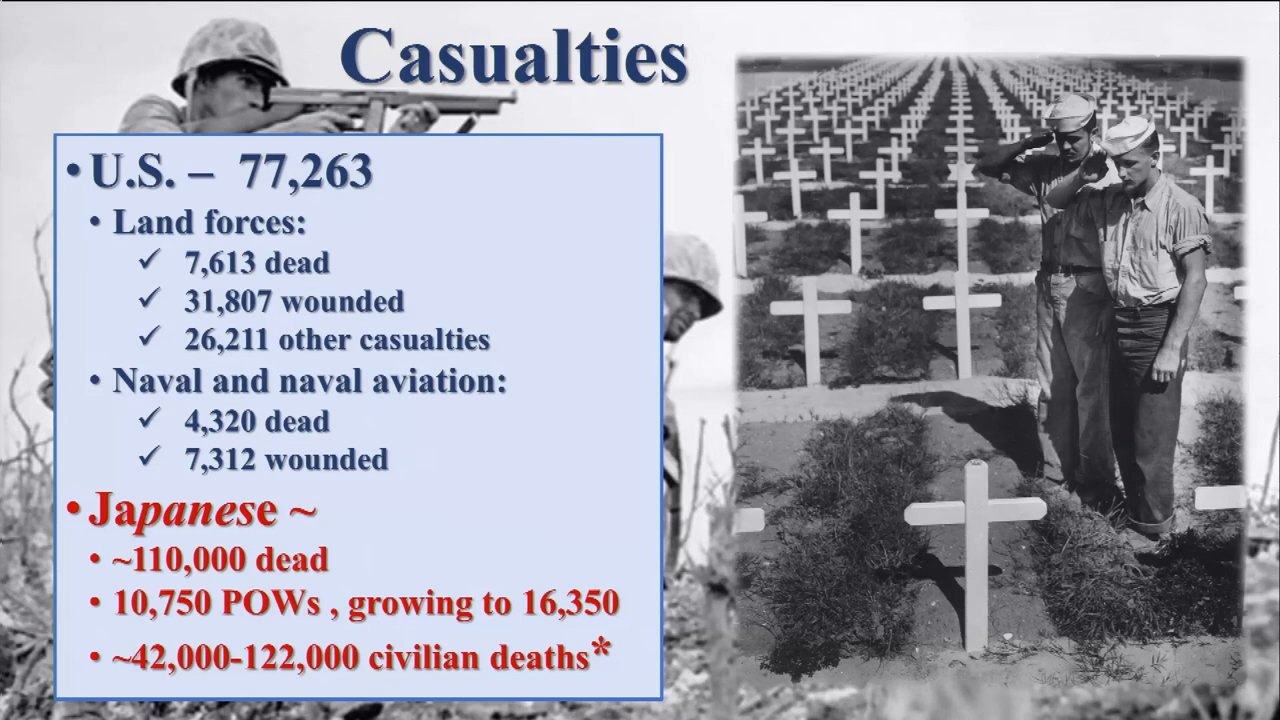 Casualties
• U.S. – 77,263
• Land forces:
✓ 7,613 dead
✓ 31,807 wounded
✓ 26,211 other casualties
• Naval and naval aviation:
✓ 4,320 dead
✓ 7,312 wounded
• Japanese ~
• ~110,000 dead
• 10,750 POWs , growing to 16,350
• ~42,000-122,000 civilian deaths*